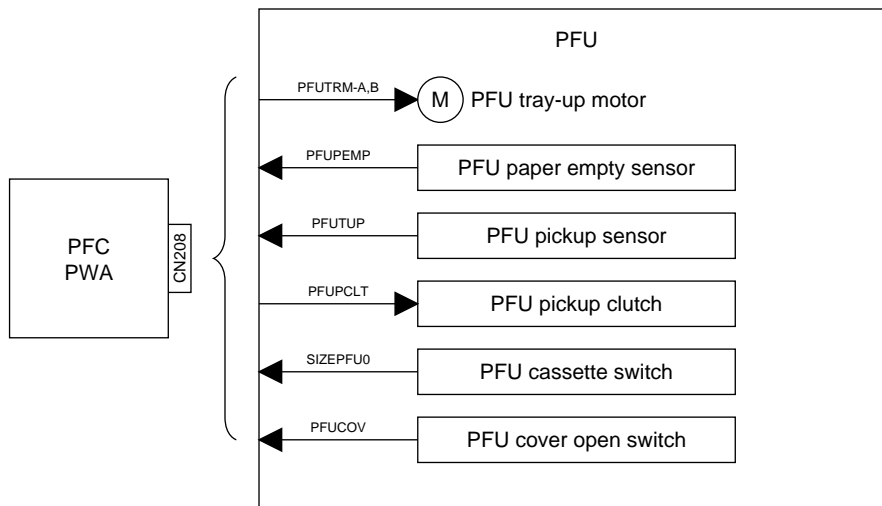 PFU
PFUTRM-A,B
M
PFU tray-up motor
PFUPEMP
PFU paper empty sensor
PFUTUP
PFU pickup sensor
PFC
PWA
CN208
PFUPCLT
PFU pickup clutch
SIZEPFU0
PFU cassette switch
PFUCOV
PFU cover open switch